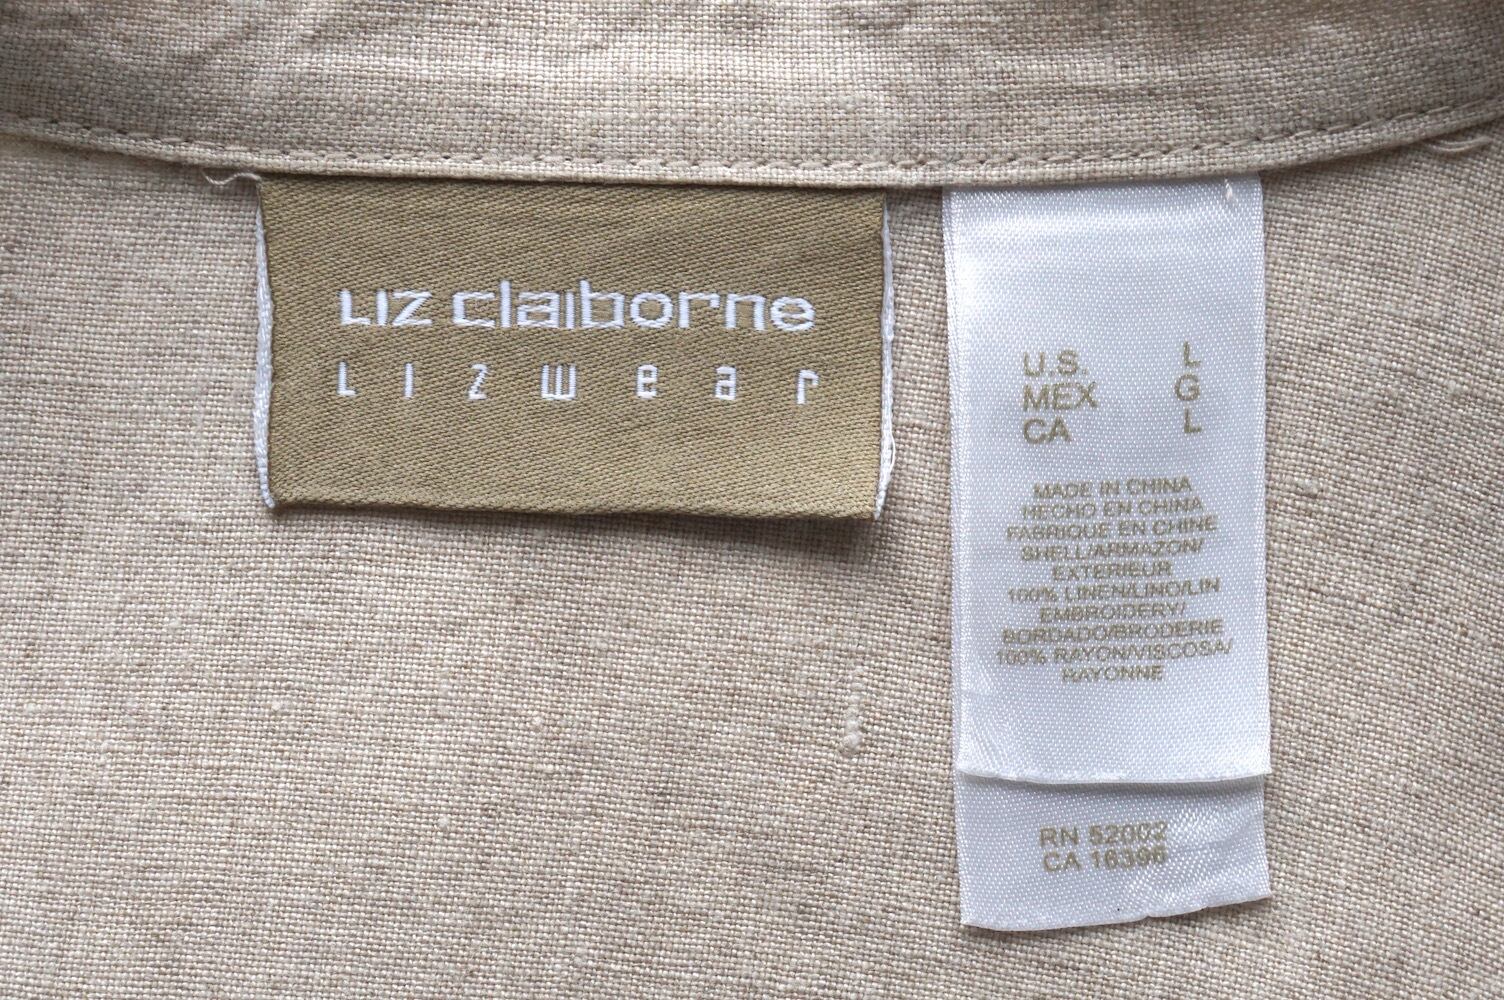 LIZ claiborne
LIZwear
U.S. L
MEX G
CA L
MADE IN CHINA
HECHO EN CHINA
FABRIQUE EN CHINE
SHELL/ARMAZON/
EXTERIEUR
100% LINEN/LINO/LIN
EMBROIDERY/
BORDADO/BRODERIE
100% RAYON/VISCOSA/
RAYONNE
RN 52002
CA 16396